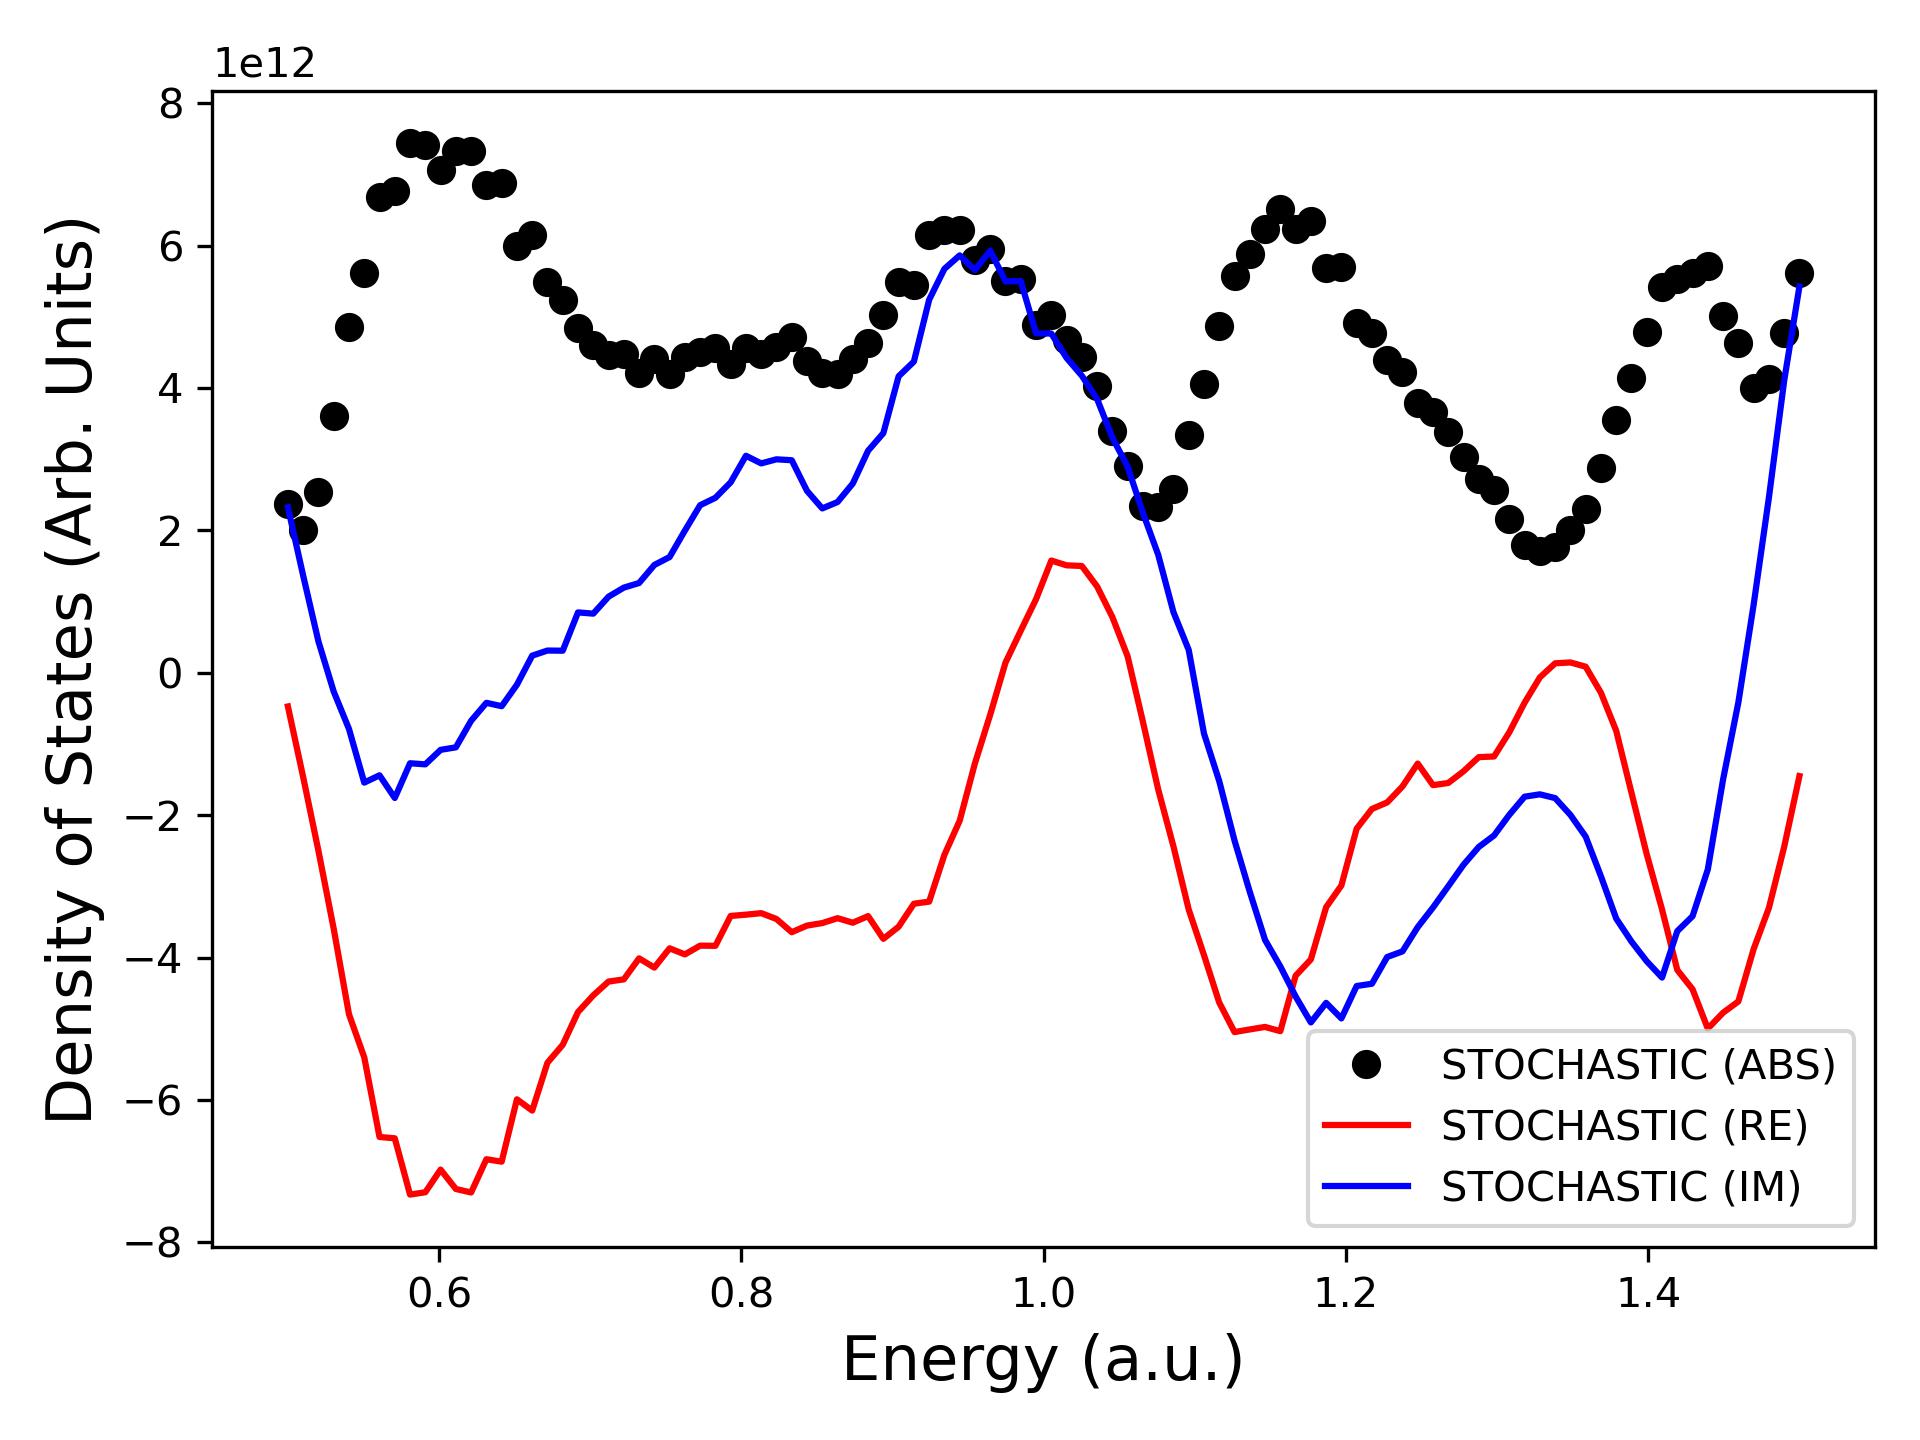 1e12
8
6
4
2
0
−2
−4
−6
−8
Density of States (Arb. Units)
STOCHASTIC (ABS)
STOCHASTIC (RE)
STOCHASTIC (IM)
0.6 0.8 1.0 1.2 1.4
Energy (a.u.)